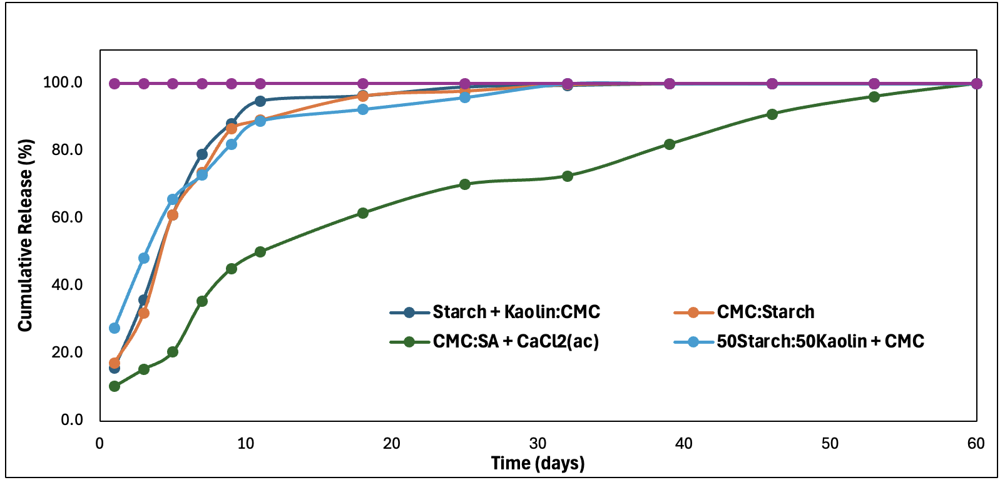 100.0
80.0
60.0
40.0
20.0
0.0
Cumulative Release (%)
Starch + Kaolin:CMC
CMC:Starch
CMC:SA + CaCl2(ac)
50Starch:50Kaolin + CMC
0 10 20 30 40 50 60
Time (days)